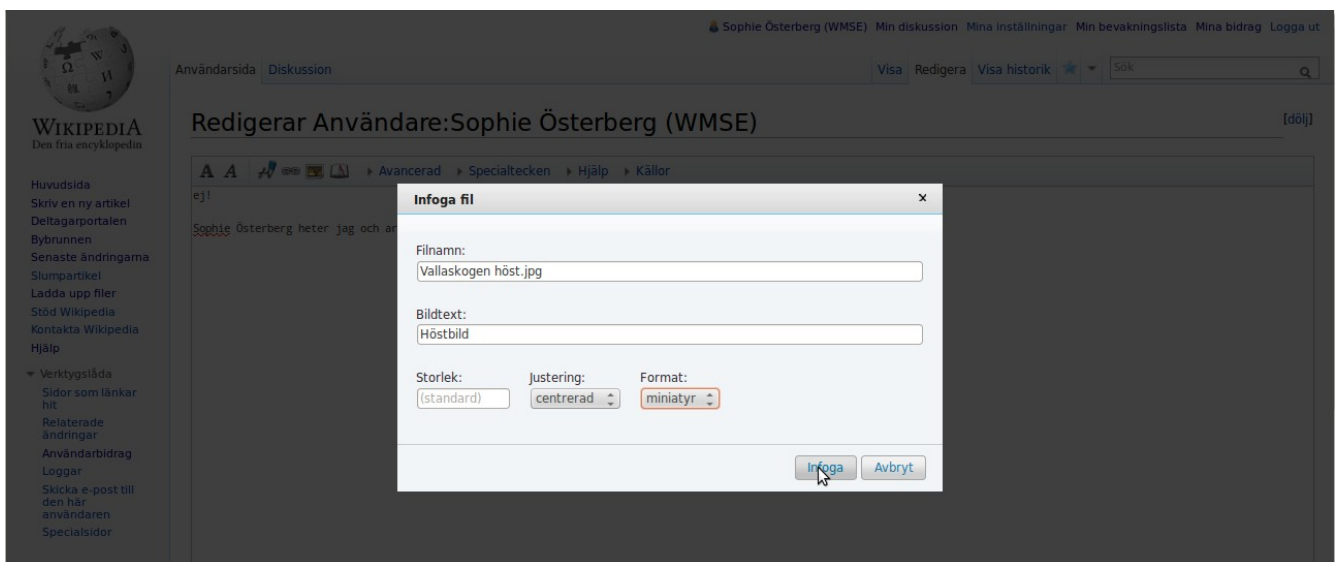 Sophie Österberg (WMSE) Min diskussion Mina inställningar Min bevakningslista Mina bidrag Logga ut
Användarsida Diskussion Visa Redigera Visa historik Sök
WIKIPEDIA
Den fria encyklopedin
Redigerar Användare:Sophie Österberg (WMSE) [dölj]
A A Avancerad Specialtecken Hjälp Källor
ej!
Sophie Österberg heter jag och ar
Huvudsida
Skriv en ny artikel
Deltagarportalen
Bybrunnen
Senaste ändringarna
Slumpartikel
Ladda upp filer
Stöd Wikipedia
Kontakta Wikipedia
Hjälp
Verktygslåda
Sidor som länkar
hit
Relaterade
ändringar
Användarbidrag
Loggar
Skicka e-post till
den här
användaren
Specialsidor
Infoga fil x
Filnamn:
Vallaskogen höst.jpg
Bildtext:
Höstbild
Storlek: Justering: Format:
(standard) centrerad miniatyr
Infoga Avbryt